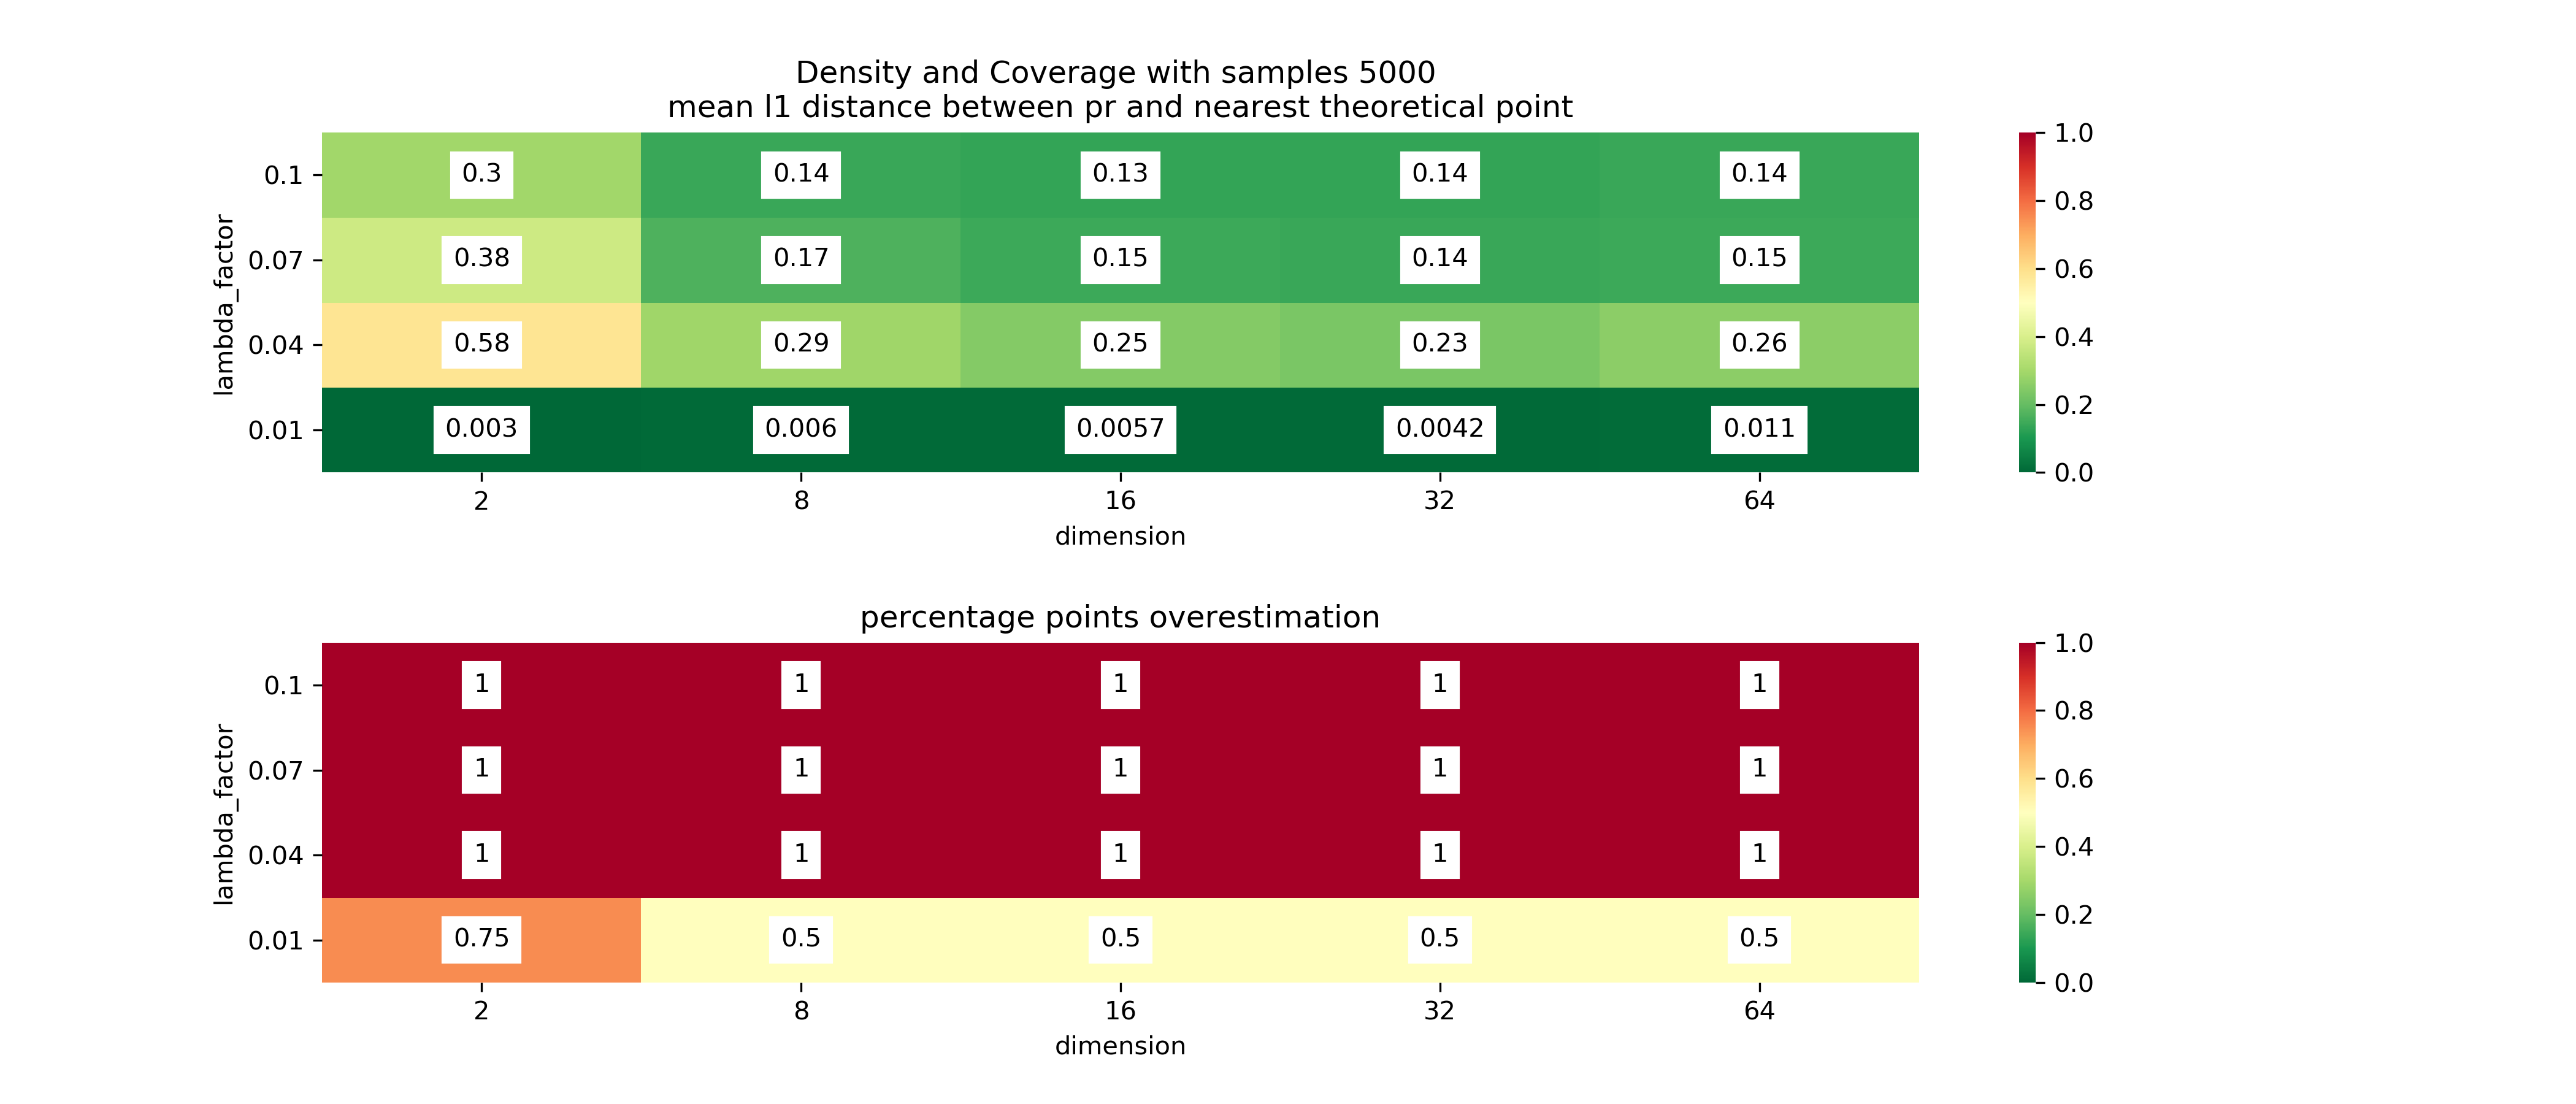 Density and Coverage with samples 5000
mean l1 distance between pr and nearest theoretical point
lambda_factor
0.1 0.3 0.14 0.13 0.14 0.14
0.07 0.38 0.17 0.15 0.14 0.15
0.04 0.58 0.29 0.25 0.23 0.26
0.01 0.003 0.006 0.0057 0.0042 0.011
2 8 16 32 64
dimension
1.0
0.8
0.6
0.4
0.2
0.0
percentage points overestimation
lambda_factor
0.1 1 1 1 1 1
0.07 1 1 1 1 1
0.04 1 1 1 1 1
0.01 0.75 0.5 0.5 0.5 0.5
2 8 16 32 64
dimension
1.0
0.8
0.6
0.4
0.2
0.0